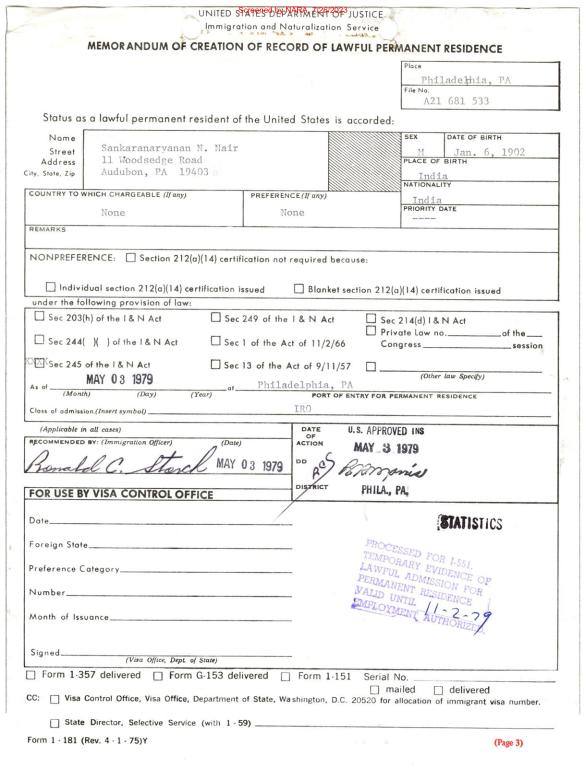 Screened by NARA, 7/26/2023
UNITED STATES DEPARTMENT OF JUSTICE
Immigration and Naturalization Service
MEMORANDUM OF CREATION OF RECORD OF LAWFUL PERMANENT RESIDENCE
Place
Philadelhia, PA
File No.
A21 681 533
Status as a lawful permanent resident of the United States is accorded:
Name
Street
Address
City, State, Zip
Sankaranaryanan N. Nair
11 Woodsedge Road
Audubon, PA 19403
SEX
M
DATE OF BIRTH
Jan. 6, 1902
PLACE OF BIRTH
India
NATIONALITY
India
COUNTRY TO WHICH CHARGEABLE (If any)
None
PREFERENCE (If any)
None
PRIORITY DATE
----
REMARKS
NONPREFERENCE: Section 212(a)(14) certification not required because:
Individual section 212(a)(14) certification issued
Blanket section 212(a)(14) certification issued
under the following provision of law:
Sec 203(h) of the I & N Act
Sec 249 of the I & N Act
Sec 214(d) I & N Act
Private Law no. of the
Sec 244( )( ) of the I & N Act
Sec 1 of the Act of 11/2/66
Congress session
XXX Sec 245 of the I & N Act
Sec 13 of the Act of 9/11/57
(Other law Specify)
As of MAY 03 1979 at Philadelphia, PA
(Month) (Day) (Year) PORT OF ENTRY FOR PERMANENT RESIDENCE
Class of admission.(Insert symbol) IR0
(Applicable in all cases)
RECOMMENDED BY: (Immigration Officer) (Date)
Ronald C. Storch MAY 03 1979
DATE
OF
ACTION
DD
DISTRICT
U.S. APPROVED INS
MAY 3 1979
PHILA., PA,
FOR USE BY VISA CONTROL OFFICE
Date
Foreign State
Preference Category
Number
Month of Issuance
Signed
(Visa Office, Dept. of State)
STATISTICS
PROCESSED FOR I-551.
TEMPORARY EVIDENCE OF
LAWFUL ADMISSION FOR
PERMANENT RESIDENCE
VALID UNTIL 11-2-79
EMPLOYMENT AUTHORIZED
Form 1-357 delivered Form G-153 delivered Form 1-151 Serial No.
mailed delivered
CC: Visa Control Office, Visa Office, Department of State, Washington, D.C. 20520 for allocation of immigrant visa number.
State Director, Selective Service (with 1-59)
Form 1-181 (Rev. 4-1-75)Y
(Page 3)